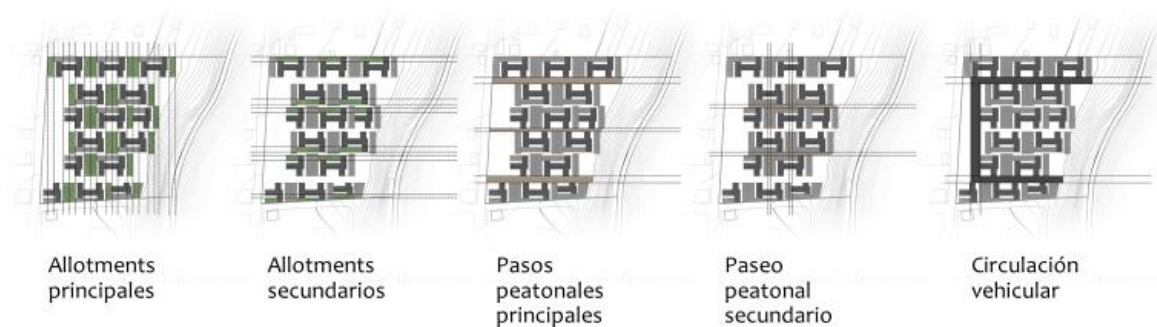 Allotments
principales
Allotments
secundarios
Pasos
peatonales
principales
Paseo
peatonal
secundario
Circulación
vehicular